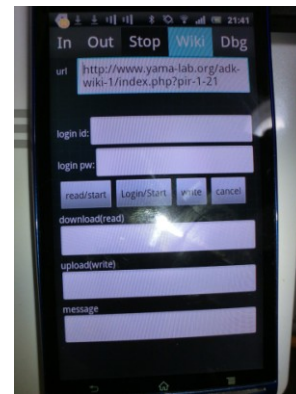 21:41
In Out Stop Wiki Dbg
url
http://www.yama-lab.org/adk-
wiki-1/index.php?pir-1-21
login id:
login pw:
read/start Login/Start write cancel
download(read)
upload(write)
message